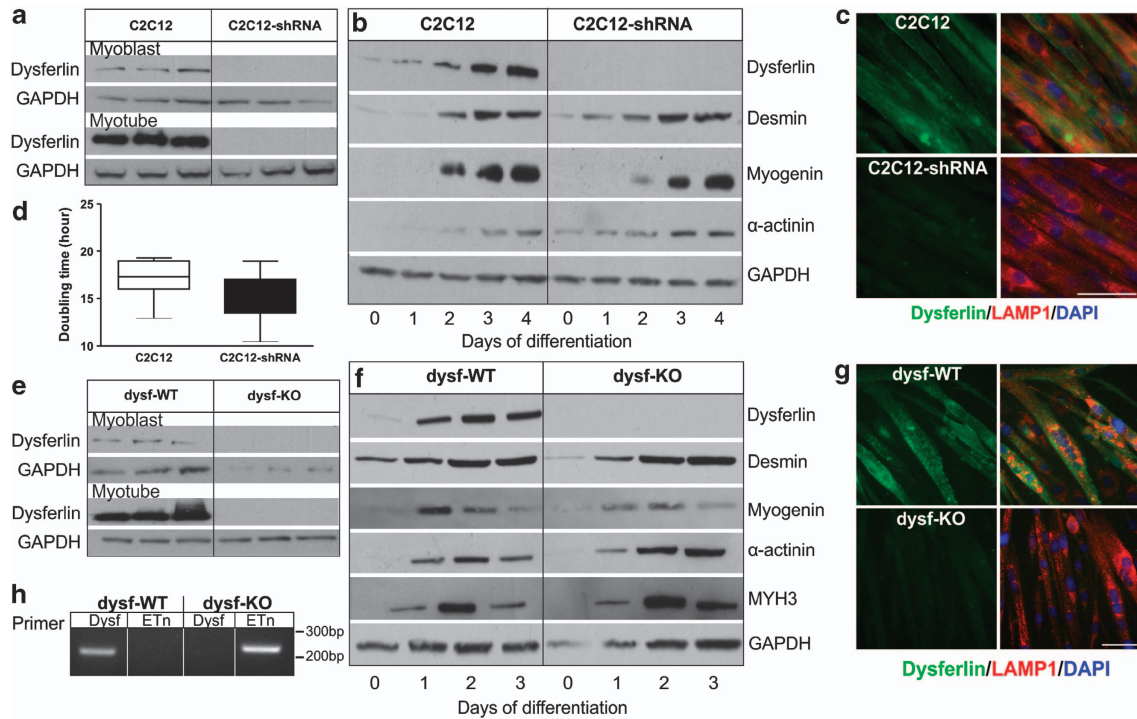 a
C2C12 C2C12-shRNA
Myoblast
Dysferlin
GAPDH
Myotube
Dysferlin
GAPDH
b
C2C12 C2C12-shRNA
Dysferlin
Desmin
Myogenin
α-actinin
GAPDH
0 1 2 3 4 0 1 2 3 4
Days of differentiation
c
C2C12
C2C12-shRNA
Dysferlin/LAMP1/DAPI
d
Doubling time (hour)
25
20
15
10
C2C12 C2C12-shRNA
e
dysf-WT dysf-KO
Myoblast
Dysferlin
GAPDH
Myotube
Dysferlin
GAPDH
f
dysf-WT dysf-KO
Dysferlin
Desmin
Myogenin
α-actinin
MYH3
GAPDH
0 1 2 3 0 1 2 3
Days of differentiation
g
dysf-WT
dysf-KO
Dysferlin/LAMP1/DAPI
h
dysf-WT dysf-KO
Primer Dysf ETn Dysf ETn
300bp
200bp